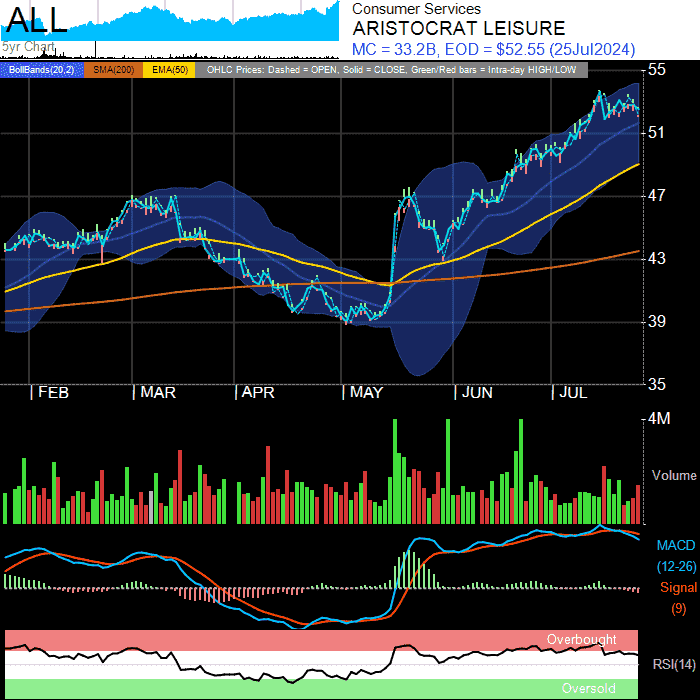 ALL
5yr Chart
Consumer Services
ARISTOCRAT LEISURE
MC = 33.2B, EOD = $52.55 (25Jul2024)
BollBands(20,2) SMA(200) EMA(50) OHLC Prices: Dashed = OPEN, Solid = CLOSE, Green/Red bars = Intra-day HIGH/LOW
55
51
47
43
39
35
| FEB | MAR | APR | MAY | JUN | JUL
4M
Volume
MACD
(12-26)
Signal
(9)
Overbought
RSI(14)
Oversold